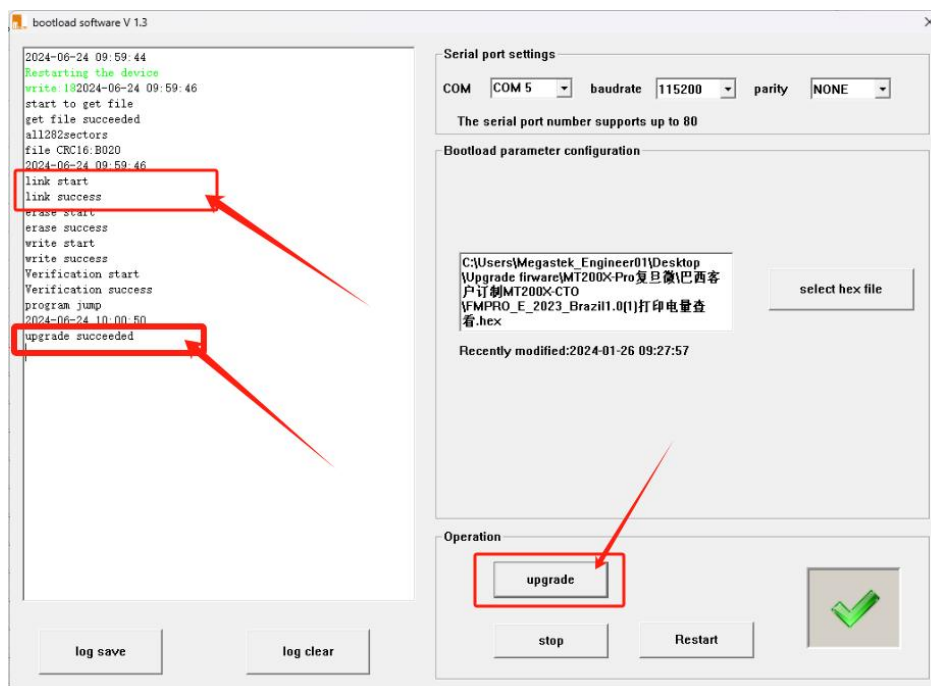 bootload software V 1.3
2024-06-24 09:59:44
Restarting the device
write:182024-06-24 09:59:46
start to get file
get file succeeded
all282sectors
file CRC16:B020
2024-06-24 09:59:46
link start
link success
erase start
erase success
write start
write success
Verification start
Verification success
program jump
2024-06-24 10:00:50
upgrade succeeded
log save
log clear
Serial port settings
COM COM 5 baudrate 115200 parity NONE
The serial port number supports up to 80
Bootload parameter configuration
C:\Users\Megastek_Engineer01\Desktop
\Upgrade firware\MT200X-Pro复旦微\巴西客
户订制MT200X-CTO
\FMPRO_E_2023_Brazil1.0(1)打印电量查
看.hex
select hex file
Recently modified:2024-01-26 09:27:57
Operation
upgrade
stop
Restart